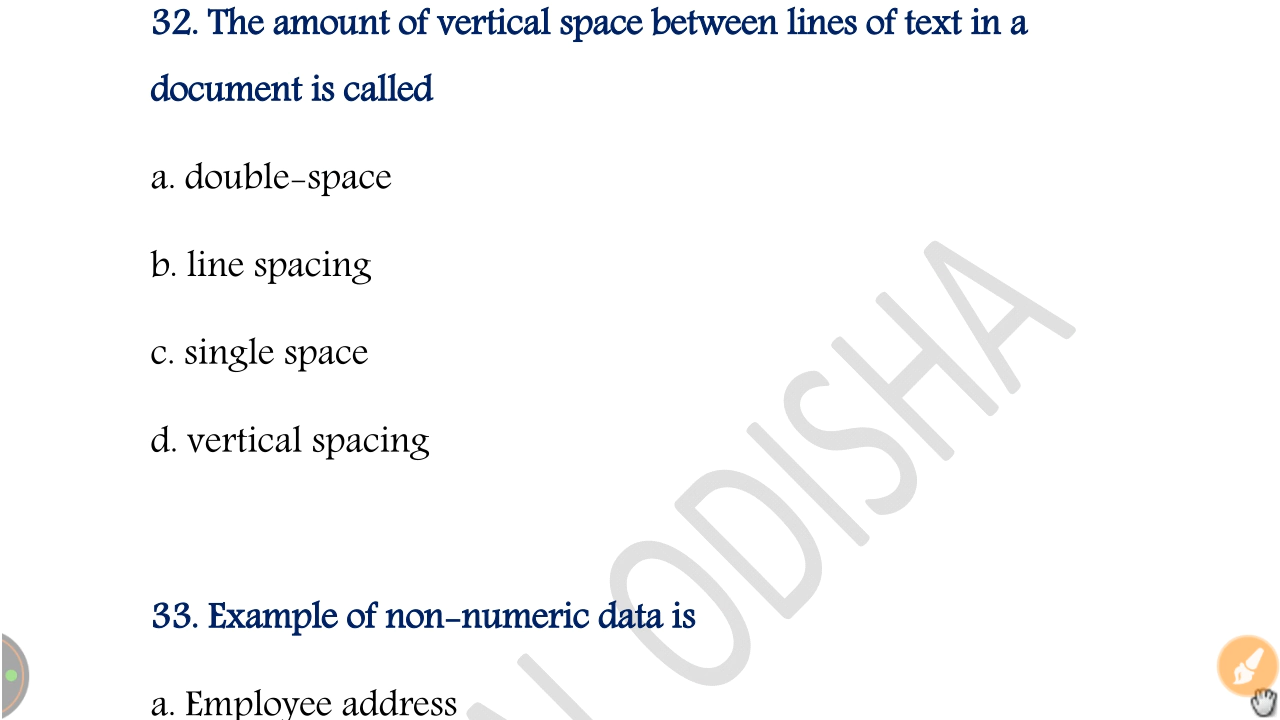 32. The amount of vertical space between lines of text in a
document is called
a. double-space
b. line spacing
c. single space
d. vertical spacing
ODISHA
33. Example of non-numeric data is
a. Employee address